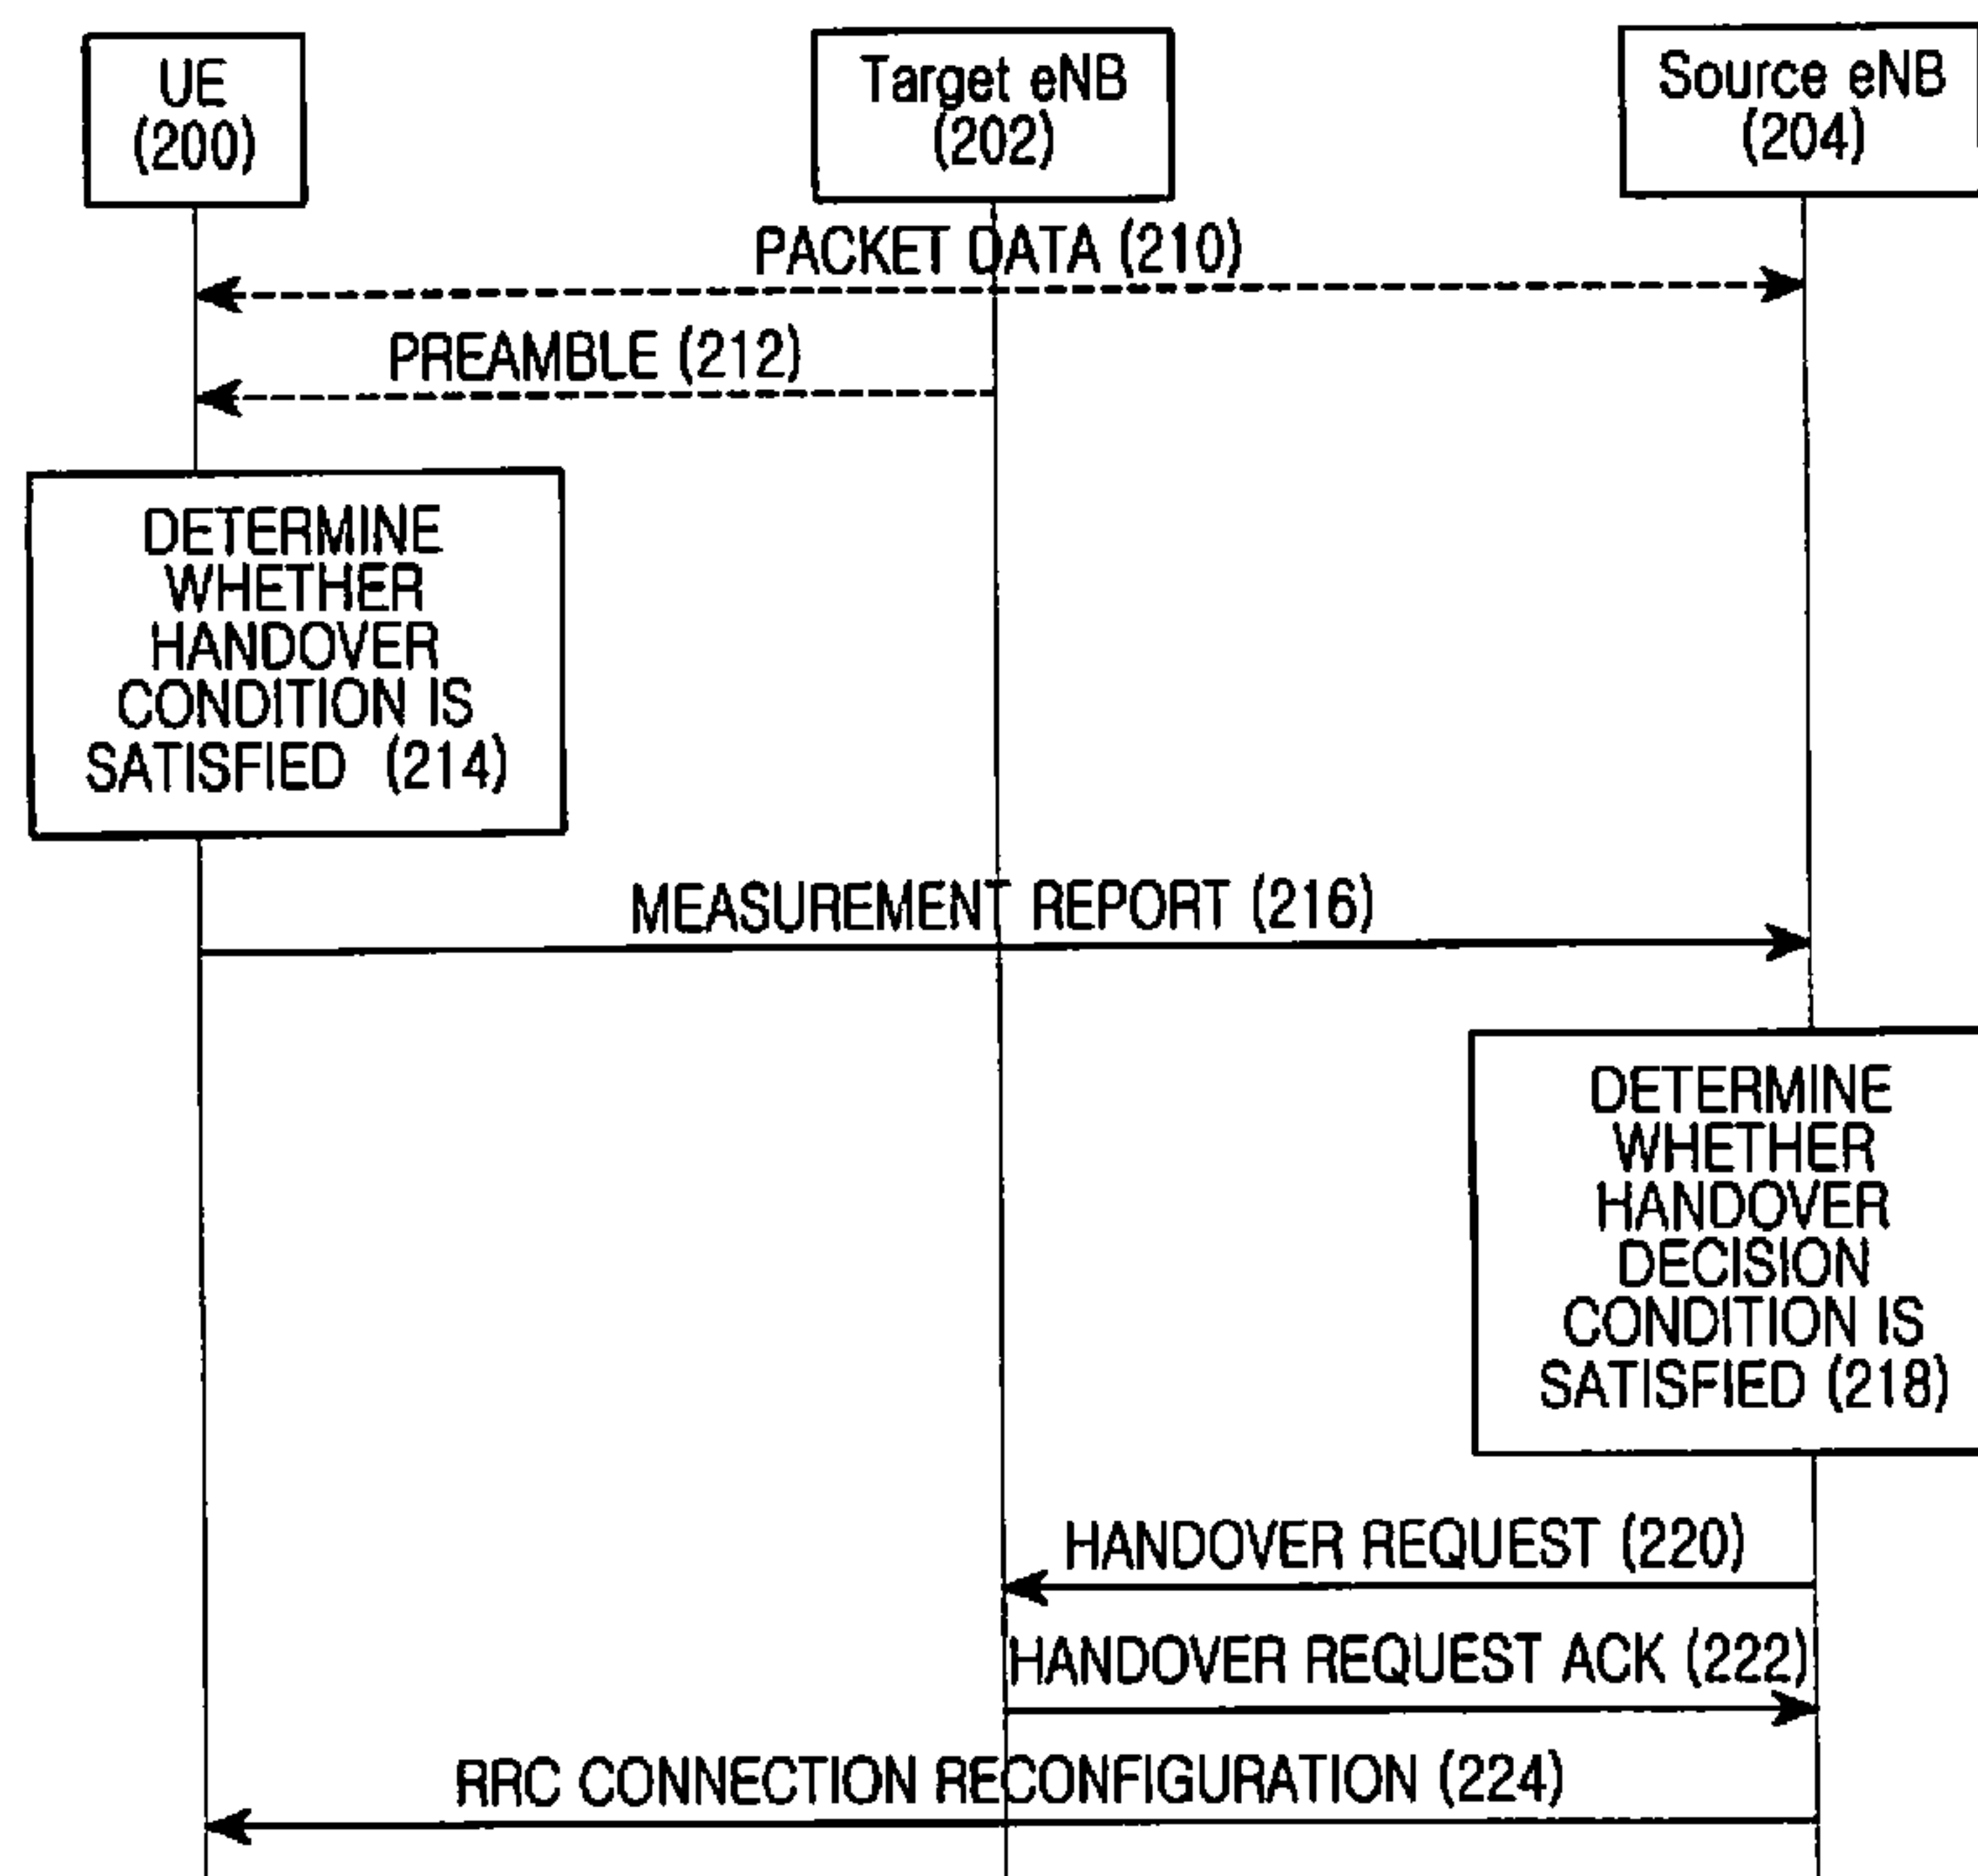 UE
(200)
Target eNB
(202)
Source eNB
(204)
PACKET DATA (210)
PREAMBLE (212)
DETERMINE
WHETHER
HANDOVER
CONDITION IS
SATISFIED (214)
MEASUREMENT REPORT (216)
DETERMINE
WHETHER
HANDOVER
DECISION
CONDITION IS
SATISFIED (218)
HANDOVER REQUEST (220)
HANDOVER REQUEST ACK (222)
RRC CONNECTION RECONFIGURATION (224)